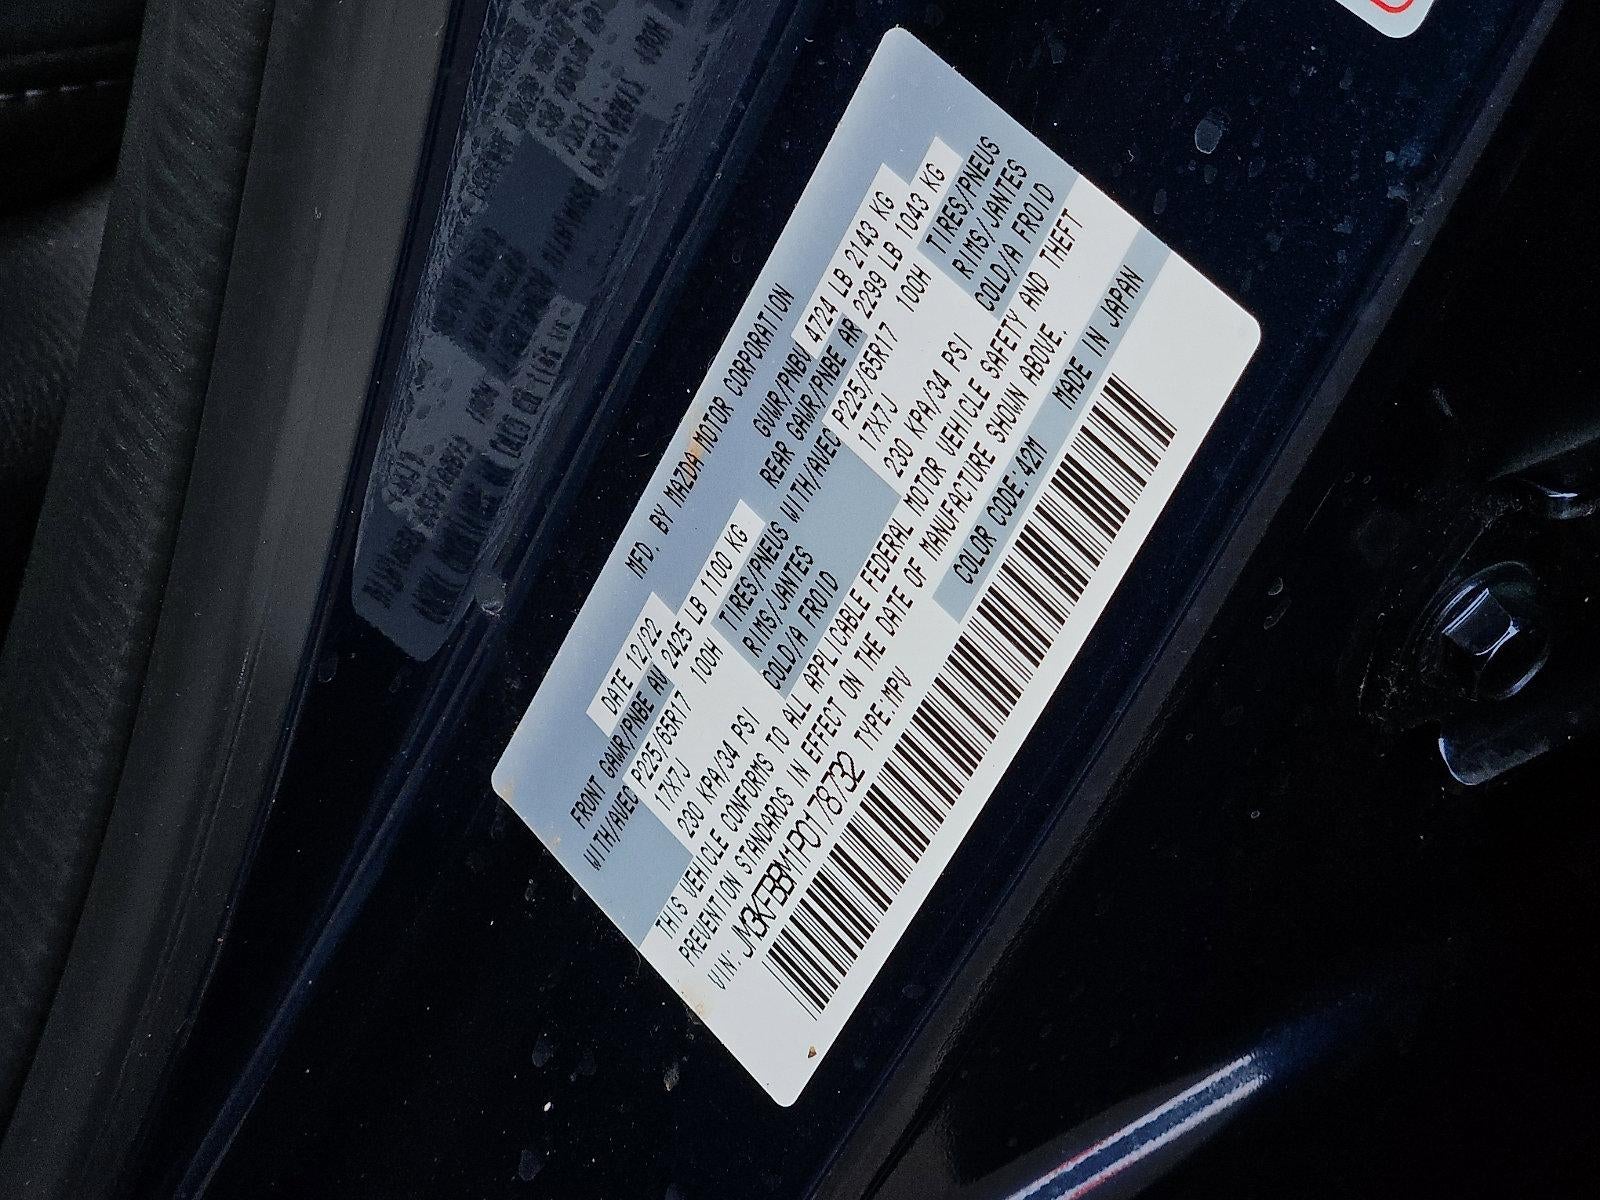 MFD. BY MAZDA MOTOR CORPORATION
DATE 12/22 GVWR/PNBV 4724 LB 2143 KG
FRONT GAWR/PNBE AV 2425 LB 1100 KG REAR GAWR/PNBE AR 2299 LB 1043 KG
WITH/AVEC P225/65R17 100H TIRES/PNEUS WITH/AVEC P225/65R17 100H TIRES/PNEUS
17X7J RIMS/JANTES 17X7J RIMS/JANTES
230 KPA/34 PSI COLD/A FROID 230 KPA/34 PSI COLD/A FROID
THIS VEHICLE CONFORMS TO ALL APPLICABLE FEDERAL MOTOR VEHICLE SAFETY AND THEFT
PREVENTION STANDARDS IN EFFECT ON THE DATE OF MANUFACTURE SHOWN ABOVE.
VIN: JM3KFBBM1P0178732 TYPE:MPV COLOR CODE:42M MADE IN JAPAN